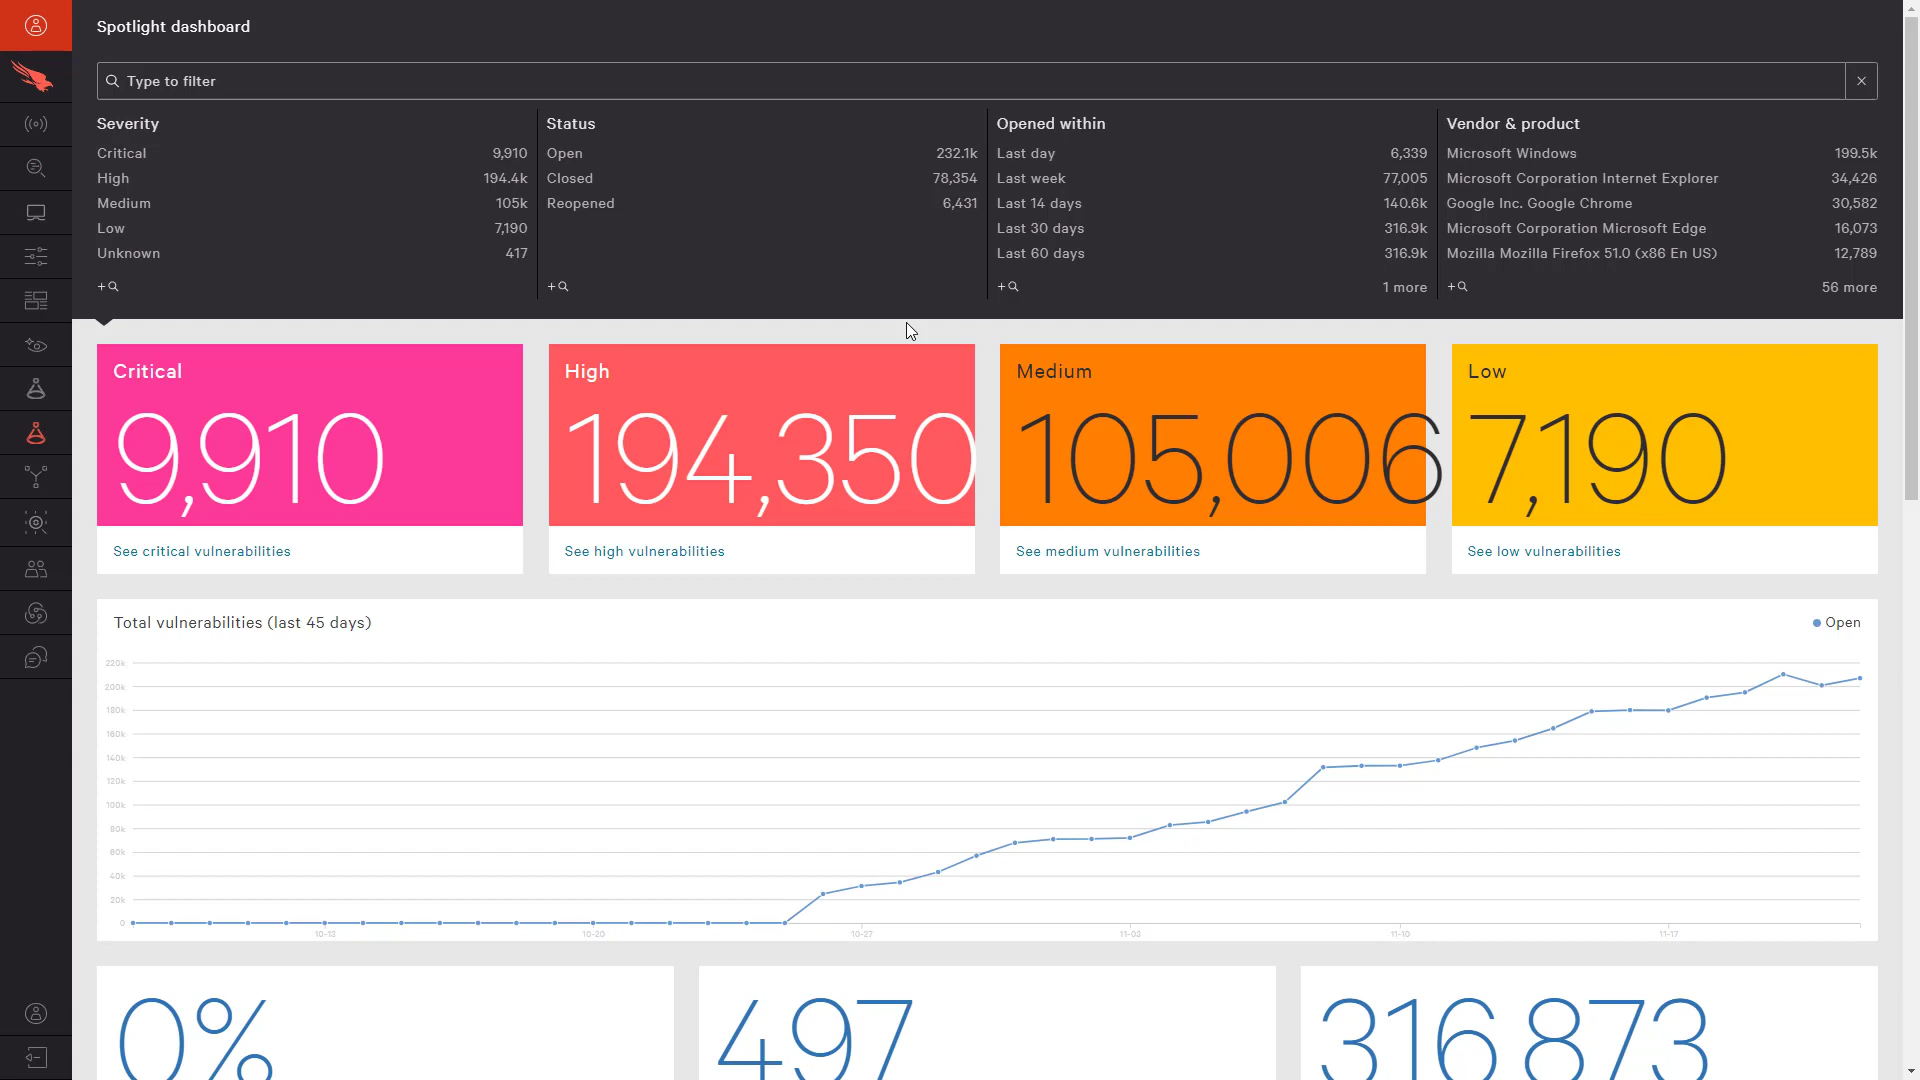 Spotlight dashboard
Type to filter
Severity
Critical 9,910
High 194.4k
Medium 105k
Low 7,190
Unknown 417
Status
Open 232.1k
Closed 78,354
Reopened 6,431
Opened within
Last day 6,339
Last week 77,005
Last 14 days 140.6k
Last 30 days 316.9k
Last 60 days 316.9k
1 more
Vendor & product
Microsoft Windows 199.5k
Microsoft Corporation Internet Explorer 34,426
Google Inc. Google Chrome 30,582
Microsoft Corporation Microsoft Edge 16,073
Mozilla Mozilla Firefox 51.0 (x86 En US) 12,789
56 more
Critical
9,910
See critical vulnerabilities
High
194,350
See high vulnerabilities
Medium
105,006
See medium vulnerabilities
Low
7,190
See low vulnerabilities
Total vulnerabilities (last 45 days)
Open
220k
200k
180k
160k
140k
120k
100k
80k
60k
40k
20k
0
10-13 10-20 10-27 11-03 11-10 11-17
0%
497
316 873